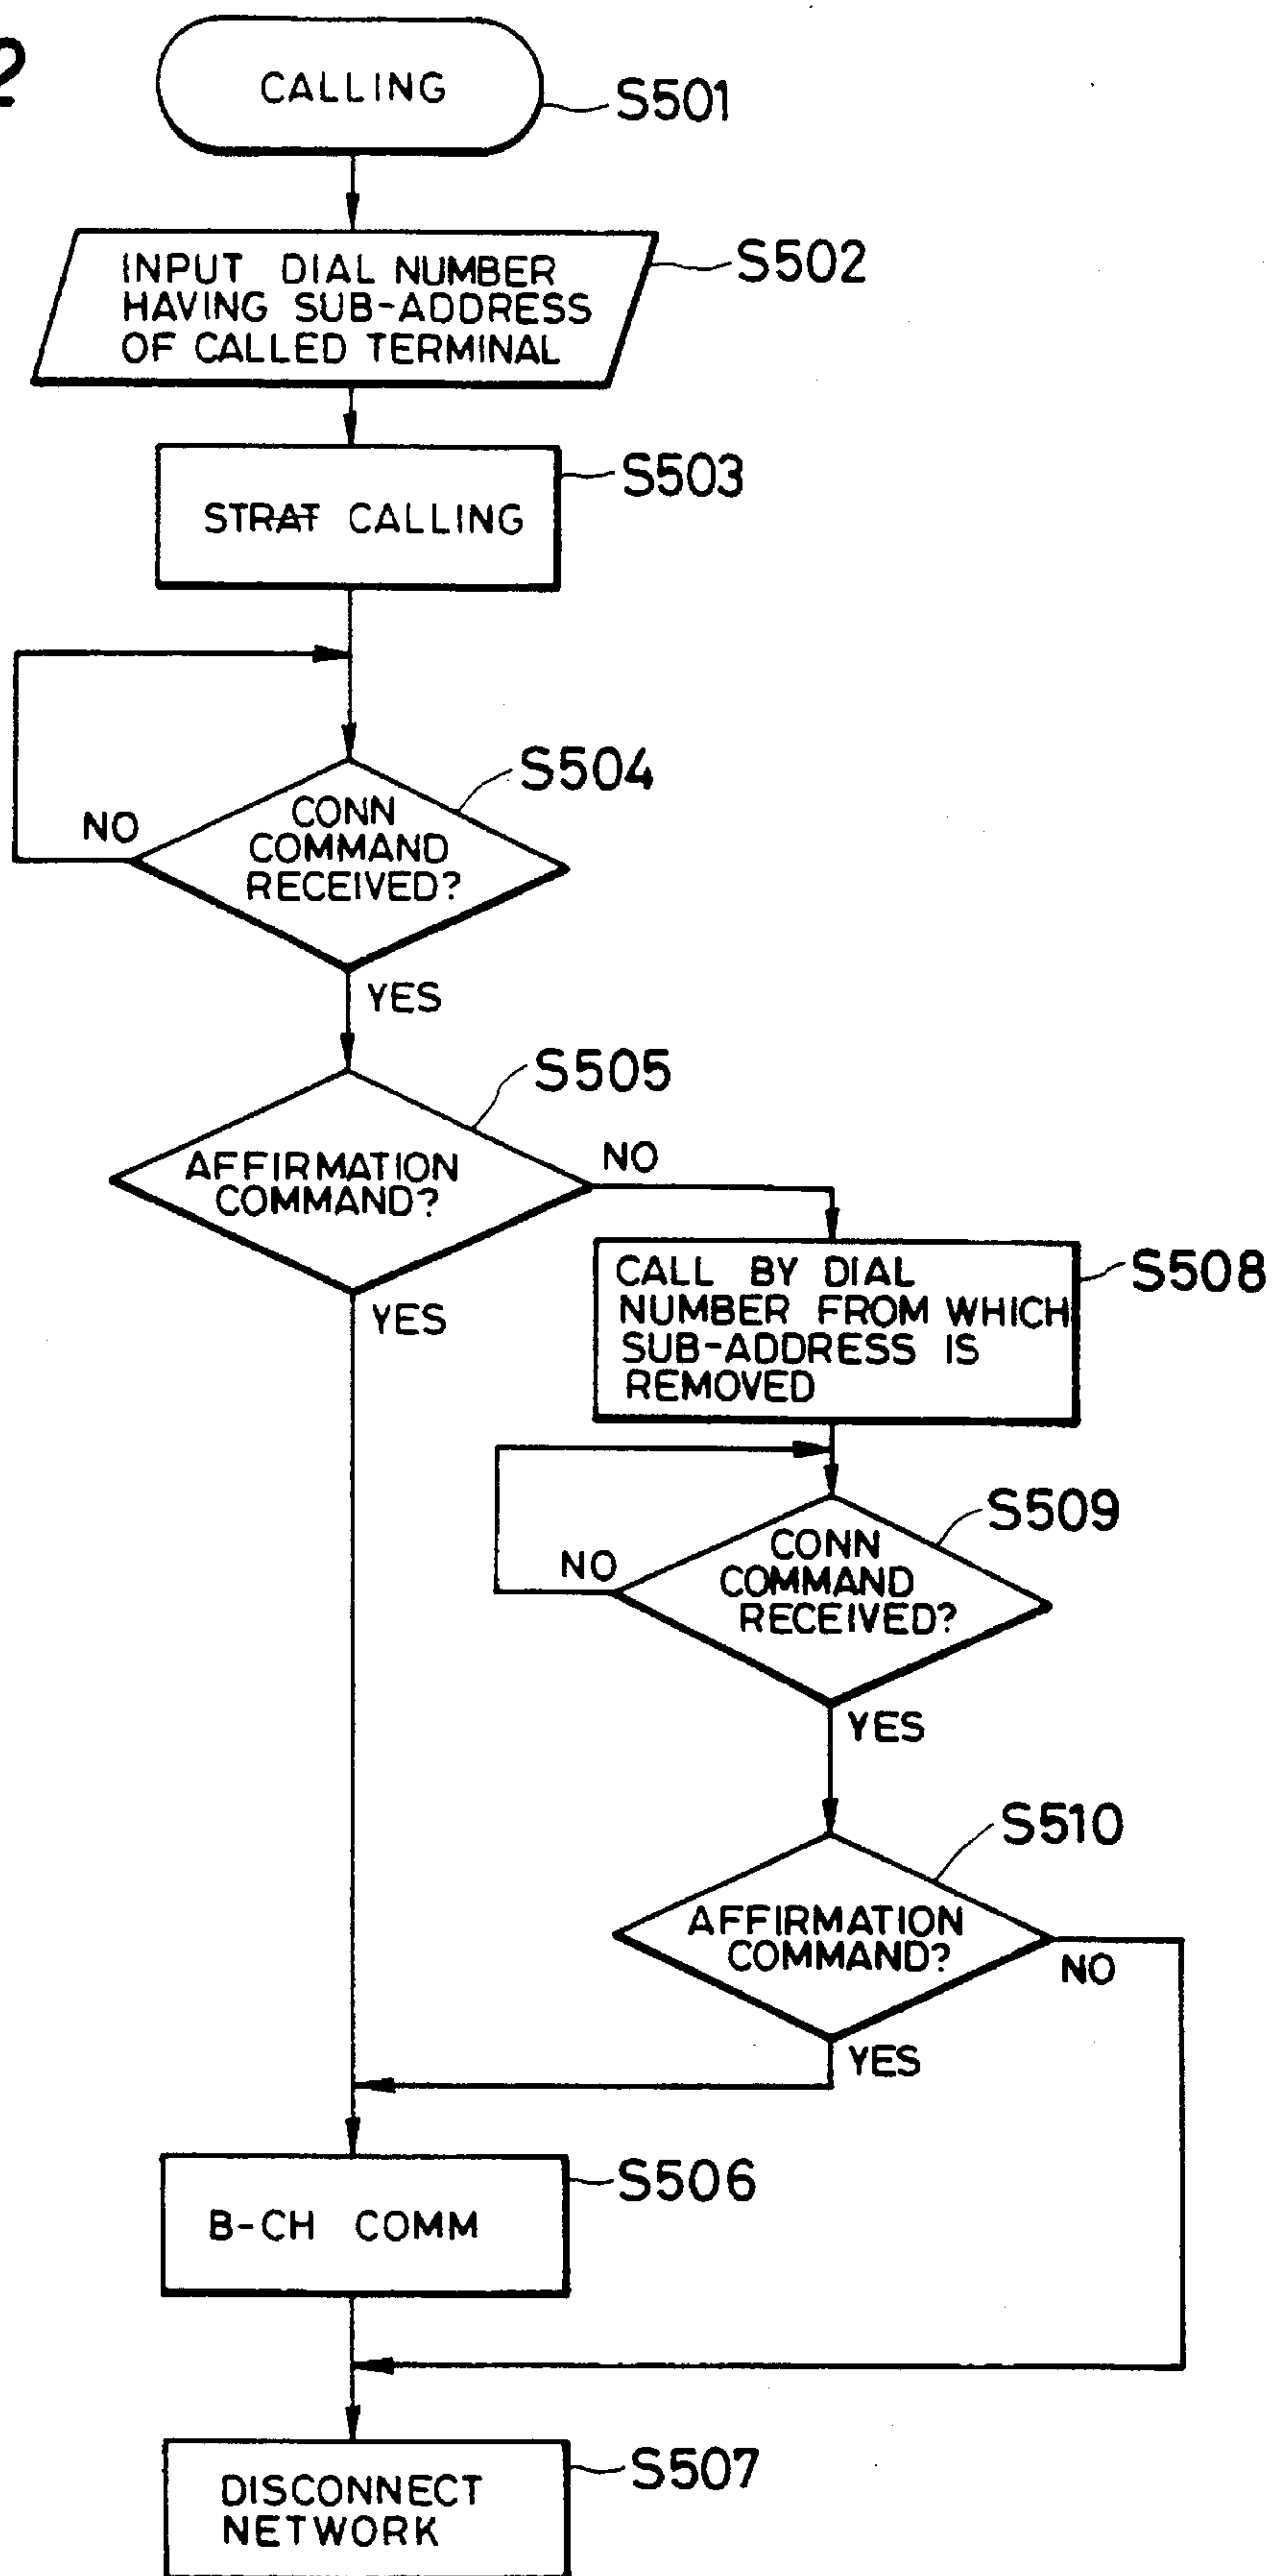 2
CALLING
S501
INPUT DIAL NUMBER
HAVING SUB-ADDRESS
OF CALLED TERMINAL
S502
STRAT CALLING
S503
S504
CONN
COMMAND
RECEIVED?
NO
YES
S505
AFFIRMATION
COMMAND?
NO
YES
CALL BY DIAL
NUMBER FROM WHICH
SUB-ADDRESS IS
REMOVED
S508
S509
CONN
COMMAND
RECEIVED?
NO
YES
S510
AFFIRMATION
COMMAND?
NO
YES
B-CH COMM
S506
DISCONNECT
NETWORK
S507